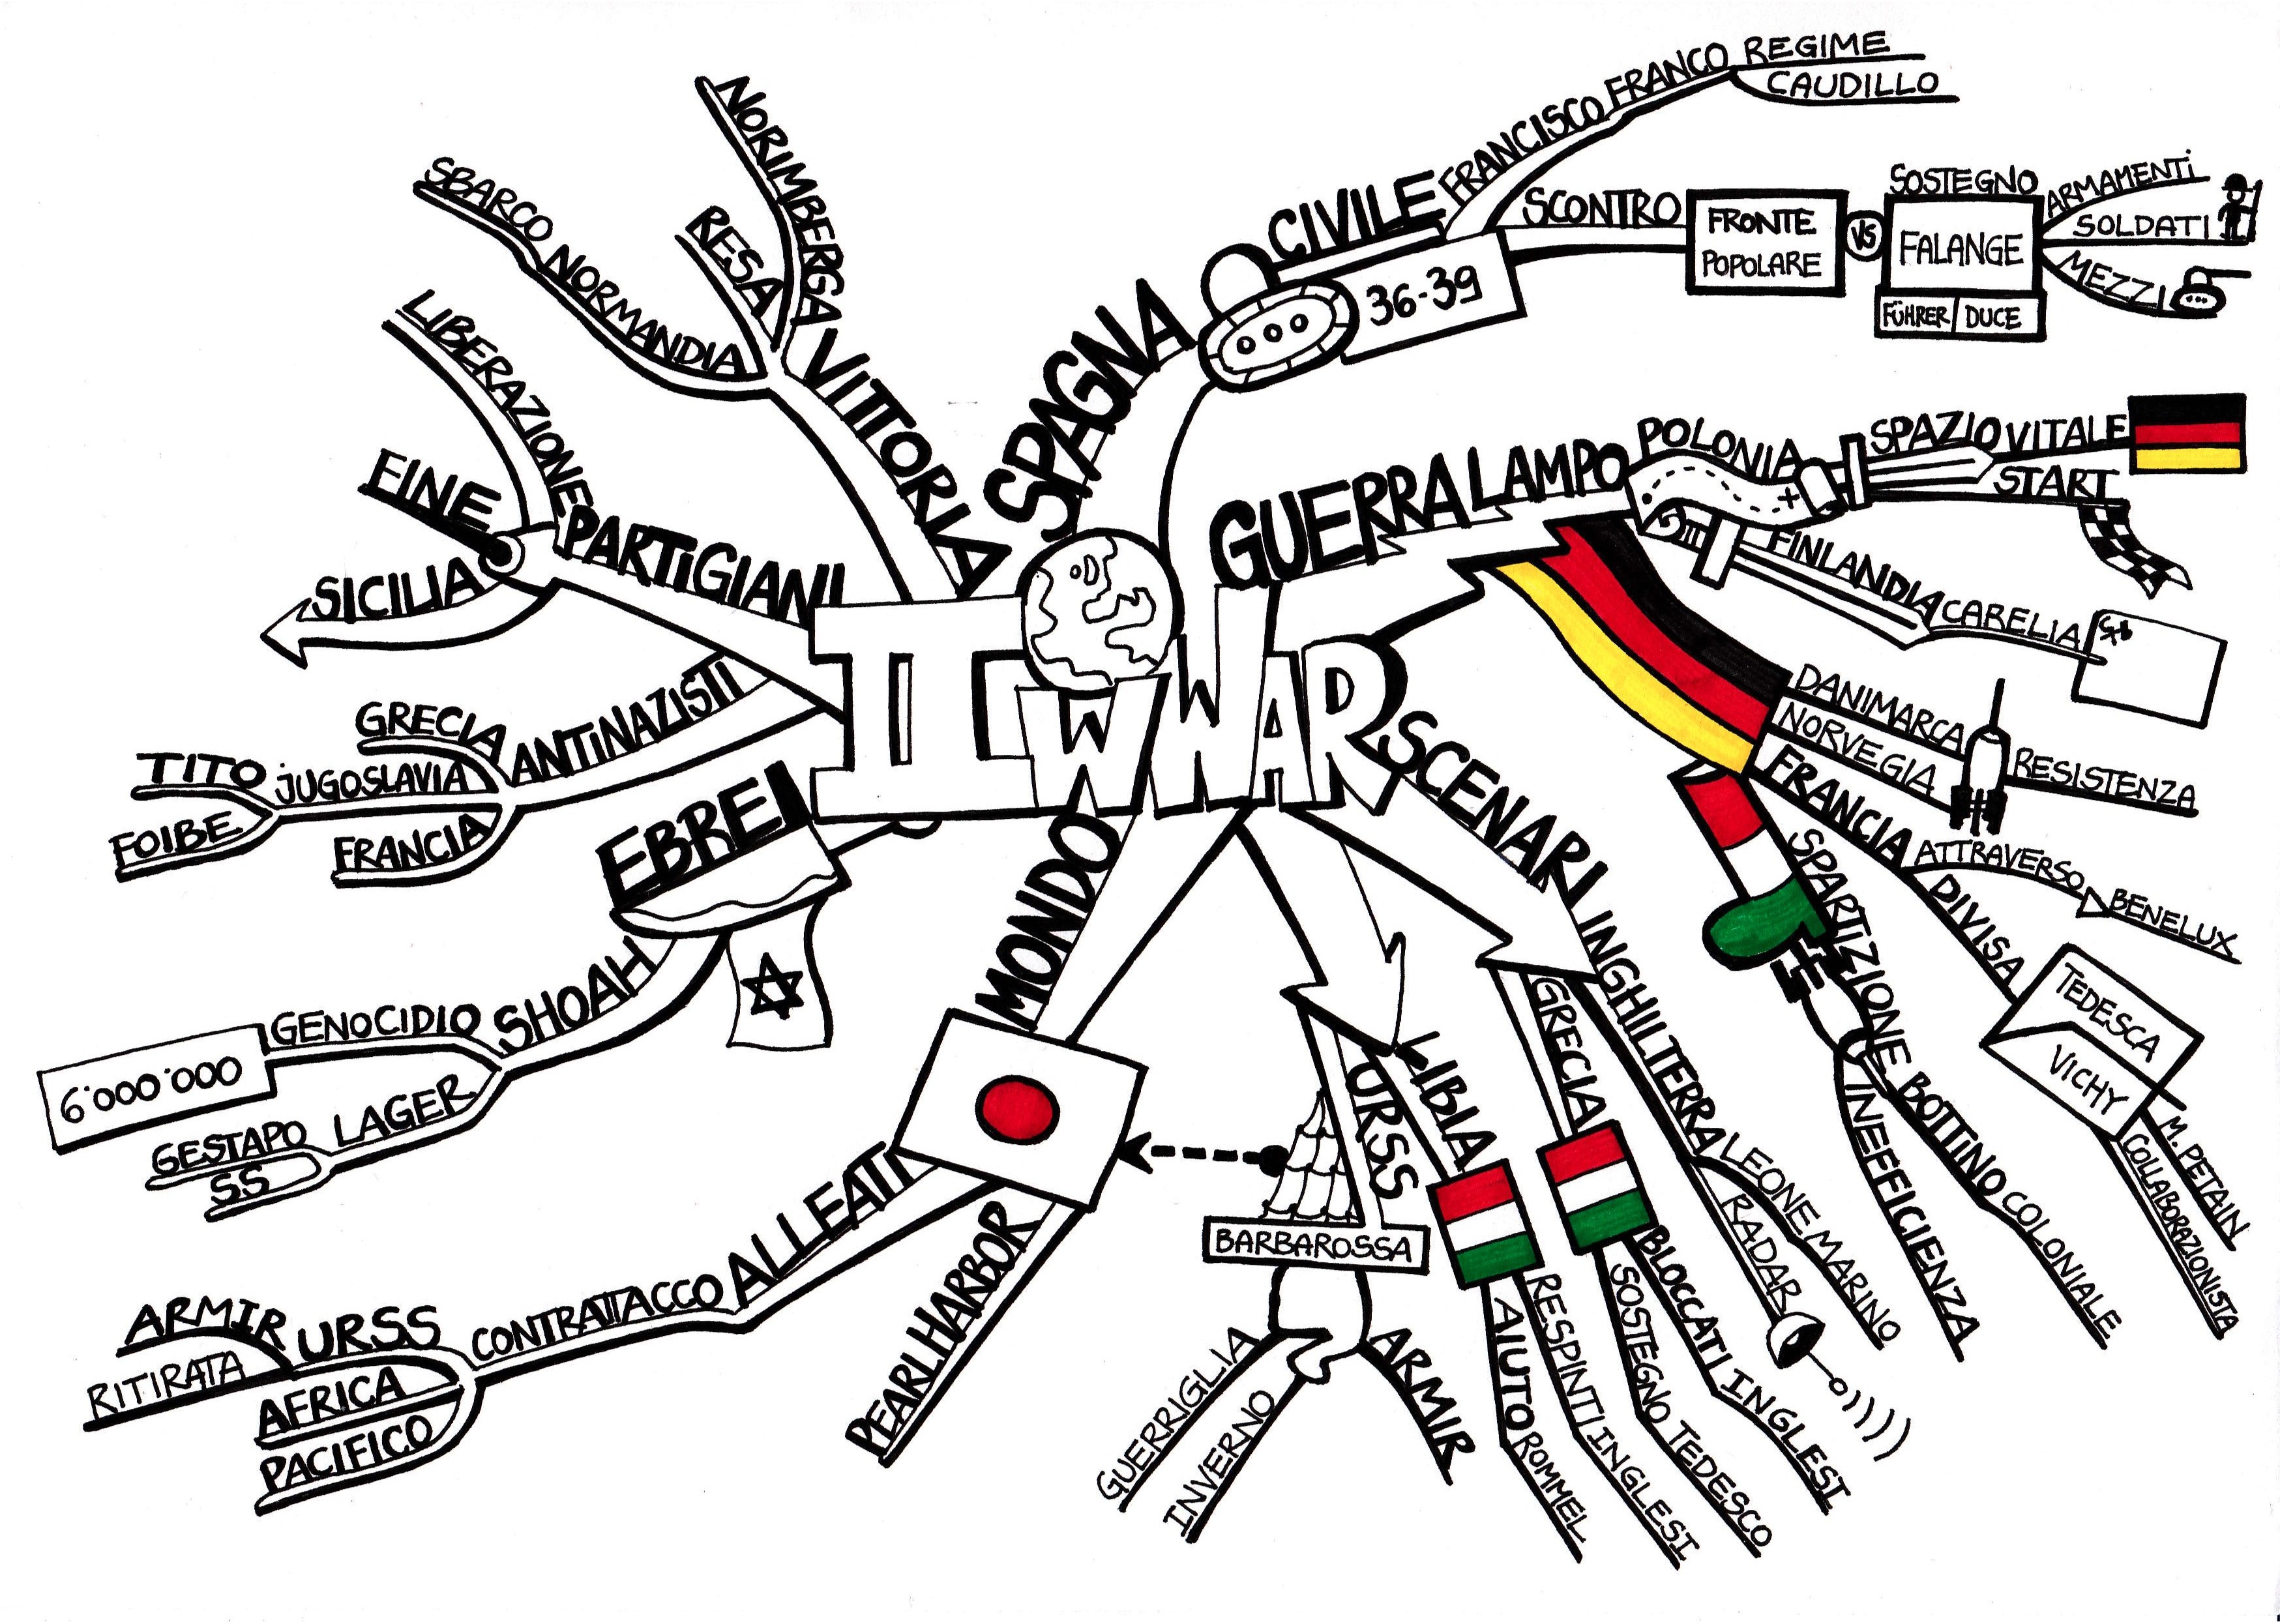 II WWAR
SPAGNA
CIVILE
36-39
FRANCISCO FRANCO
REGIME
CAUDILLO
SCONTRO
FRONTE
POPOLARE
VS
SOSTEGNO
FALANGE
FÜHRER
DUCE
ARMAMENTI
SOLDATI
MEZZI
GUERRA LAMPO
POLONIA
SPAZIO VITALE
START
FINLANDIA
CARELIA
DANIMARCA
NORVEGIA
RESISTENZA
FRANCIA
ATTRAVERSO
BENELUX
DIVISA
TEDESCA
VICHY
M. PETAIN
COLLABORAZIONISTA
SPARTIZIONE
BOTTINO COLONIALE
INEFFICIENZA
SCENARI
INGHILTERRA
LEONE MARINO
RADAR
GRECIA
BLOCCATI INGLESI
SOSTEGNO TEDESCO
LIBIA
RESPINTI INGLESI
AIUTO ROMMEL
URSS
BARBAROSSA
ARMIR
INVERNO
GUERRIGLIA
MONDO
PEARL HARBOR
ALLEATI
CONTRATTACCO
URSS
ARMIR
RITIRATA
AFRICA
PACIFICO
EBREI
SHOAH
GENOCIDIO
6'000'000
LAGER
GESTAPO
SS
ANTINAZISTI
GRECIA
JUGOSLAVIA
TITO
FOIBE
FRANCIA
PARTIGIANI
LIBERAZIONE
FINE
SICILIA
VITTORIA
SBARCO NORMANDIA
RESA
NORIMBERGA